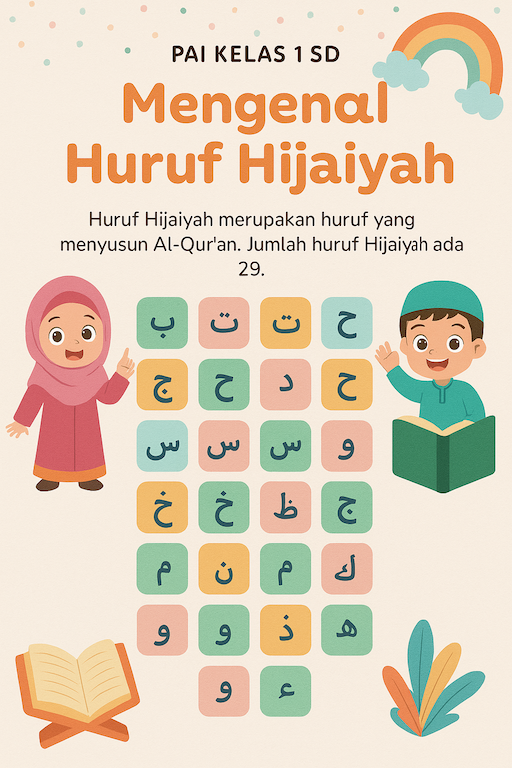 PAI KELAS 1 SD
Mengenal
Huruf Hijaiyah
Huruf Hijaiyah merupakan huruf yang
menyusun Al-Qur'an. Jumlah huruf Hijaiyah ada
29.
ب ت ت ح
ج ح د ح
س س س و
خ خ ظ ج
م ن م ك
و و ذ ه
و ء